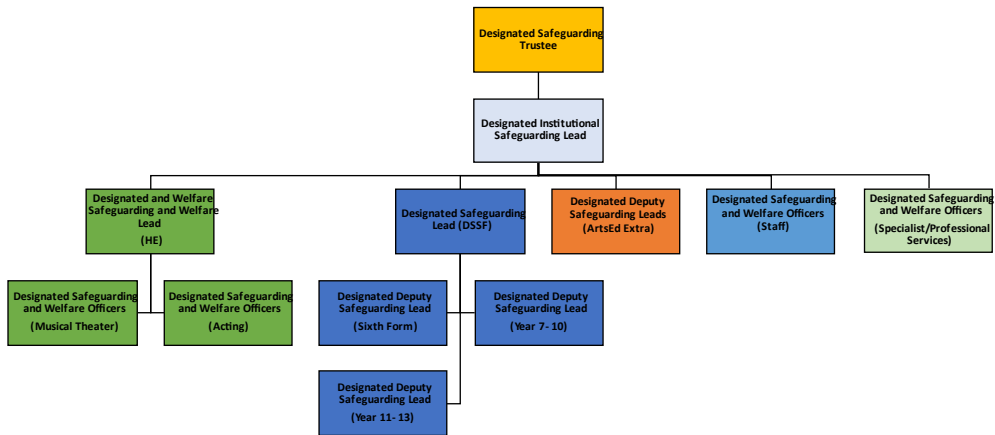 Designated Safeguarding
Trustee
Designated Institutional
Safeguarding Lead
Designated and Welfare
Safeguarding and Welfare
Lead
(HE)
Designated Safeguarding
Lead (DSSF)
Designated Deputy
Safeguarding Leads
(ArtsEd Extra)
Designated Safeguarding
and Welfare Officers
(Staff)
Designated Safeguarding
and Welfare Officers
(Specialist/Professional
Services)
Designated Safeguarding
and Welfare Officers
(Musical Theater)
Designated Safeguarding
and Welfare Officers
(Acting)
Designated Deputy
Safeguarding Lead
(Sixth Form)
Designated Deputy
Safeguarding Lead
(Year 7- 10)
Designated Deputy
Safeguarding Lead
(Year 11- 13)